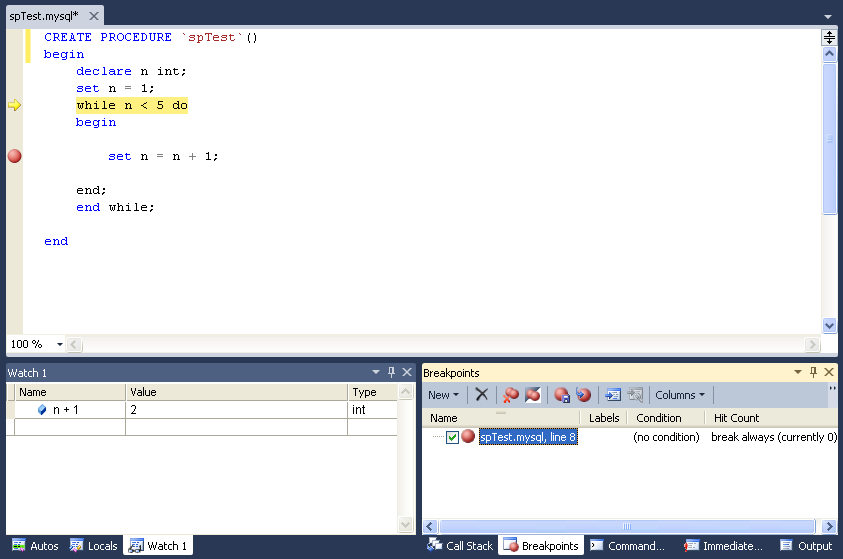 spTest.mysql*
CREATE PROCEDURE `spTest`()
begin
declare n int;
set n = 1;
while n < 5 do
begin
set n = n + 1;
end;
end while;
end
100 %
Watch 1
Name Value Type
n + 1 2 int
Autos Locals Watch 1
Breakpoints
New Columns
Name Labels Condition Hit Count
spTest.mysql, line 8 (no condition) break always (currently 0)
Call Stack Breakpoints Command... Immediate... Output